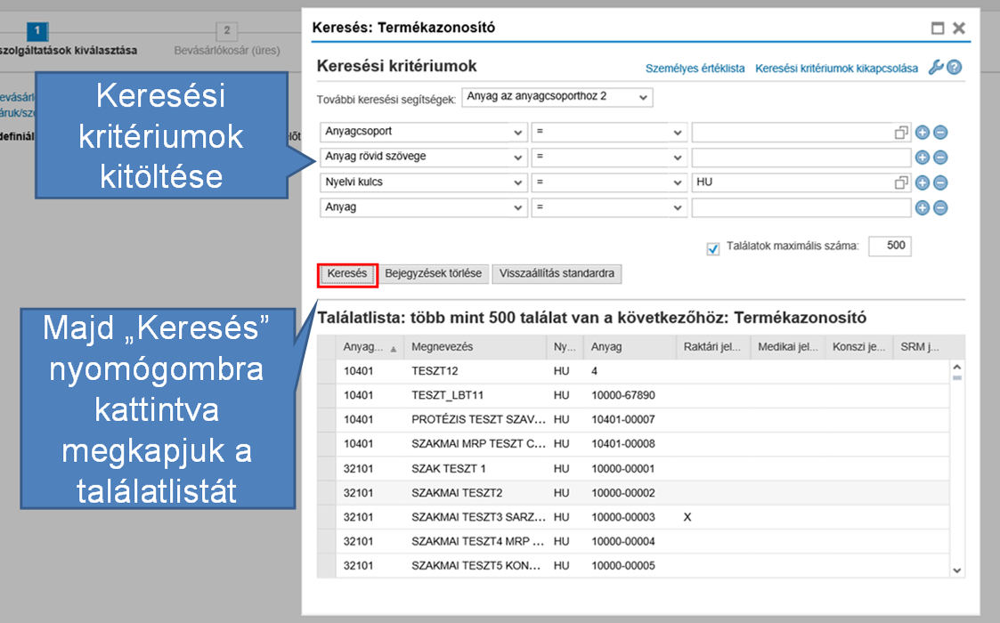 1
2
szolgáltatások kiválasztása
Bevásárlókosár (üres)
Keresési
kritériumok
kitöltése
Majd „Keresés”
nyomógombra
kattintva
megkapjuk a
találatlistát
Keresés: Termékazonosító
Keresési kritériumok
Személyes értéklista Keresési kritériumok kikapcsolása
További keresési segítségek: Anyag az anyagcsoporthoz 2
Anyagcsoport =
Anyag rövid szövege =
Nyelvi kulcs = HU
Anyag =
Találatok maximális száma: 500
Keresés Bejegyzések törlése Visszaállítás standardra
Találatlista: több mint 500 találat van a következőhöz: Termékazonosító
Anyag... Megnevezés Ny... Anyag Raktári jel... Medikai jel... Konszi je... SRM j...
10401 TESZT12 HU 4
10401 TESZT_LBT11 HU 10000-67890
10401 PROTÉZIS TESZT SZAV... HU 10401-00007
10401 SZAKMAI MRP TESZT C... HU 10401-00008
32101 SZAK TESZT 1 HU 10000-00001
32101 SZAKMAI TESZT2 HU 10000-00002
32101 SZAKMAI TESZT3 SARZ... HU 10000-00003 X
32101 SZAKMAI TESZT4 MRP ... HU 10000-00004
32101 SZAKMAI TESZT5 KON... HU 10000-00005